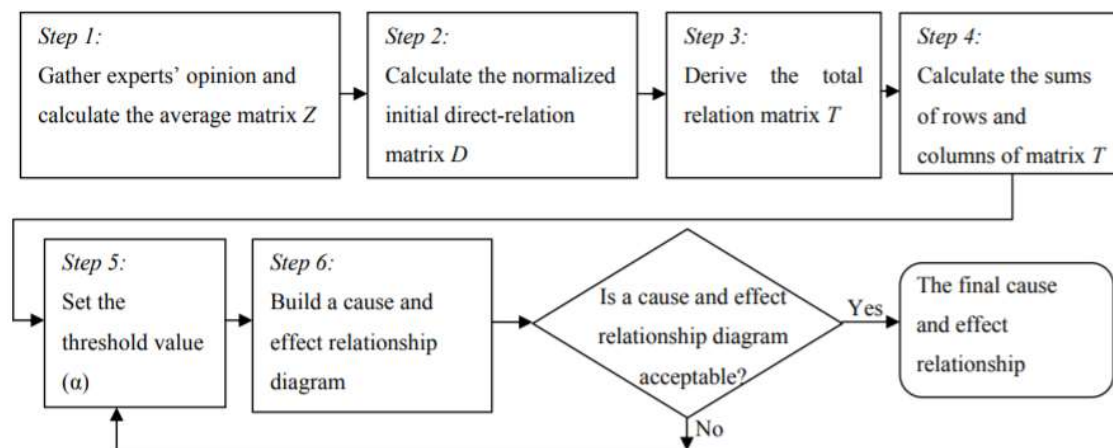 Step 1:
Gather experts' opinion and
calculate the average matrix Z
Step 2:
Calculate the normalized
initial direct-relation
matrix D
Step 3:
Derive the total
relation matrix T
Step 4:
Calculate the sums
of rows and
columns of matrix T
Step 5:
Set the
threshold value
(α)
Step 6:
Build a cause and
effect relationship
diagram
Is a cause and effect
relationship diagram
acceptable?
Yes
No
The final cause
and effect
relationship